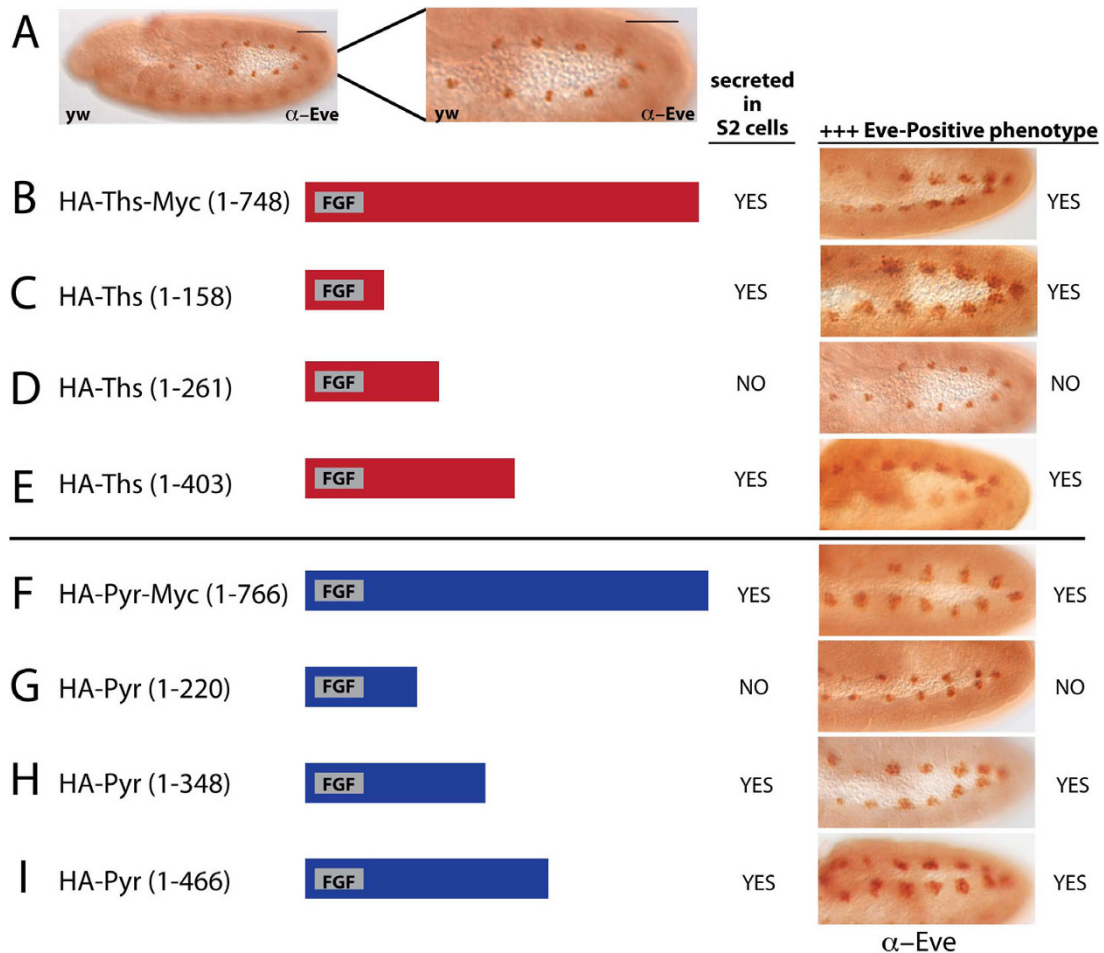 A
yw
α–Eve
yw
α–Eve
secreted
in
S2 cells
+++ Eve-Positive phenotype
B HA-Ths-Myc (1-748) FGF YES YES
C HA-Ths (1-158) FGF YES YES
D HA-Ths (1-261) FGF NO NO
E HA-Ths (1-403) FGF YES YES
F HA-Pyr-Myc (1-766) FGF YES YES
G HA-Pyr (1-220) FGF NO NO
H HA-Pyr (1-348) FGF YES YES
I HA-Pyr (1-466) FGF YES YES
α–Eve